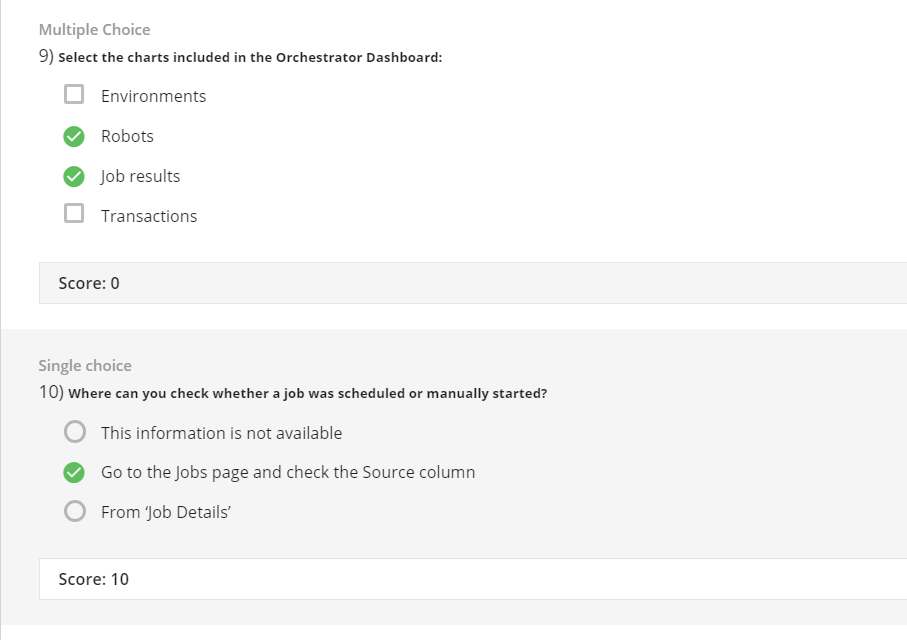 Multiple Choice
9) Select the charts included in the Orchestrator Dashboard:
Environments
Robots
Job results
Transactions
Score: 0
Single choice
10) Where can you check whether a job was scheduled or manually started?
This information is not available
Go to the Jobs page and check the Source column
From ‘Job Details’
Score: 10